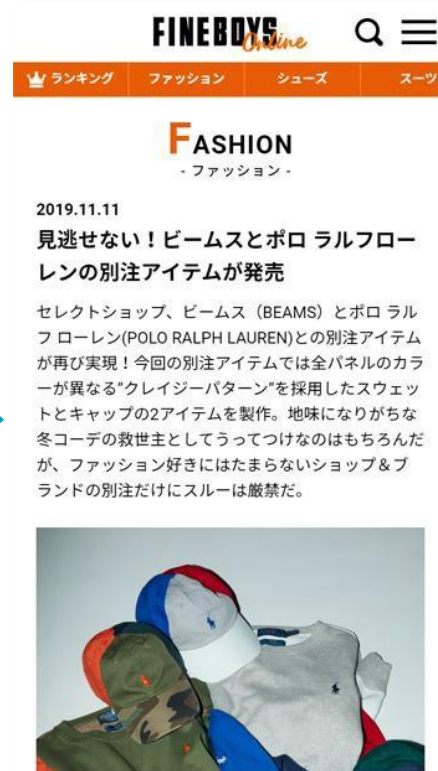 FINEBOYS Online
ランキング ファッション シューズ スーツ
FASHION
- ファッション -
2019.11.11
見逃せない！ビームスとポロ ラルフロー
レンの別注アイテムが発売
セレクトショップ、ビームス（BEAMS）とポロ ラル
フ ローレン(POLO RALPH LAUREN)との別注アイテム
が再び実現！今回の別注アイテムでは全パネルのカラ
ーが異なる”クレイジーパターン”を採用したスウェッ
トとキャップの2アイテムを製作。地味になりがちな
冬コーデの救世主としてうってつけなのはもちろんだ
が、ファッション好きにはたまらないショップ＆ブ
ランドの別注だけにスルーは厳禁だ。